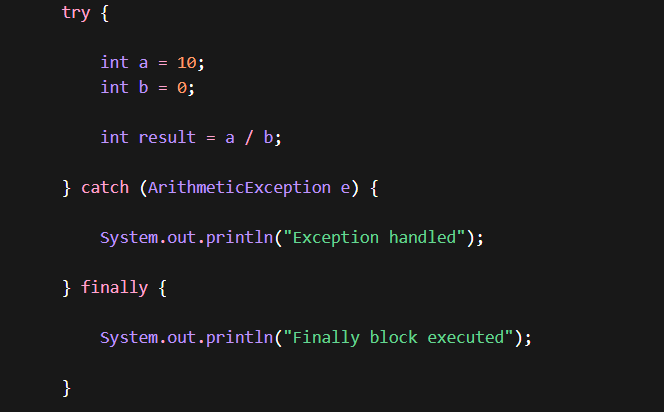 try {
int a = 10;
int b = 0;
int result = a / b;
} catch (ArithmeticException e) {
System.out.println("Exception handled");
} finally {
System.out.println("Finally block executed");
}